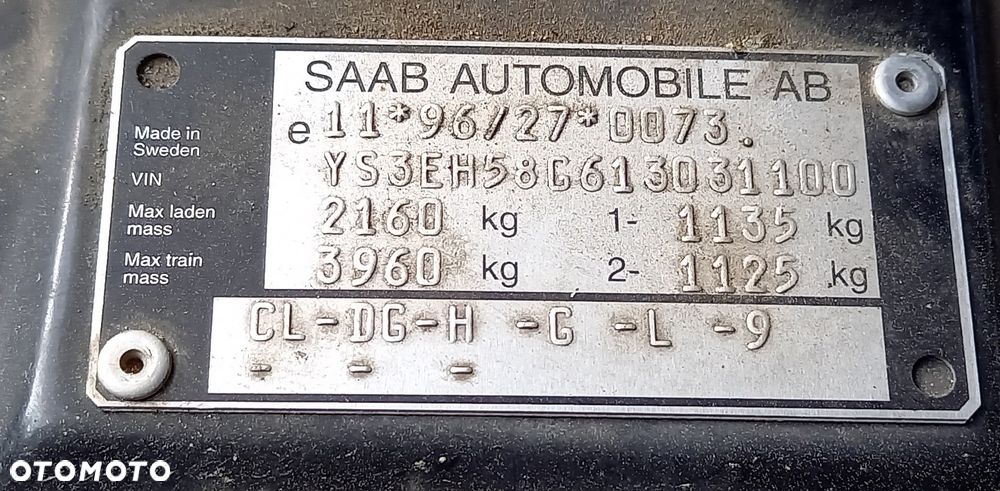 SAAB AUTOMOBILE AB
e 11*96/27*0073.
Made in
Sweden
VIN YS3EH58G613031100
Max laden
mass 2160 kg 1- 1135 kg
Max train
mass 3960 kg 2- 1125 kg
CL-DG-H -G -L -9
- - -
OTOMOTO